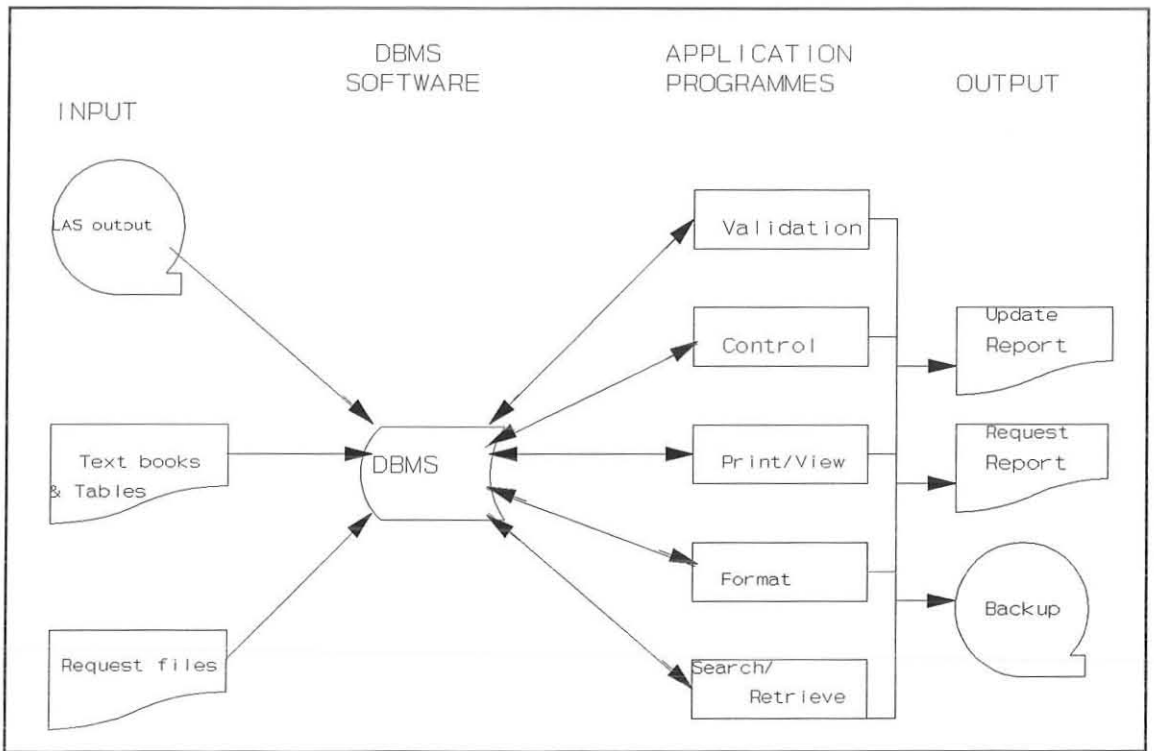 DBMS
SOFTWARE
APPLICATION
PROGRAMMES
OUTPUT
INPUT
LAS output
Text books
& Tables
Request files
DBMS
Validation
Control
Print/View
Format
Search/
Retrieve
Update
Report
Request
Report
Backup